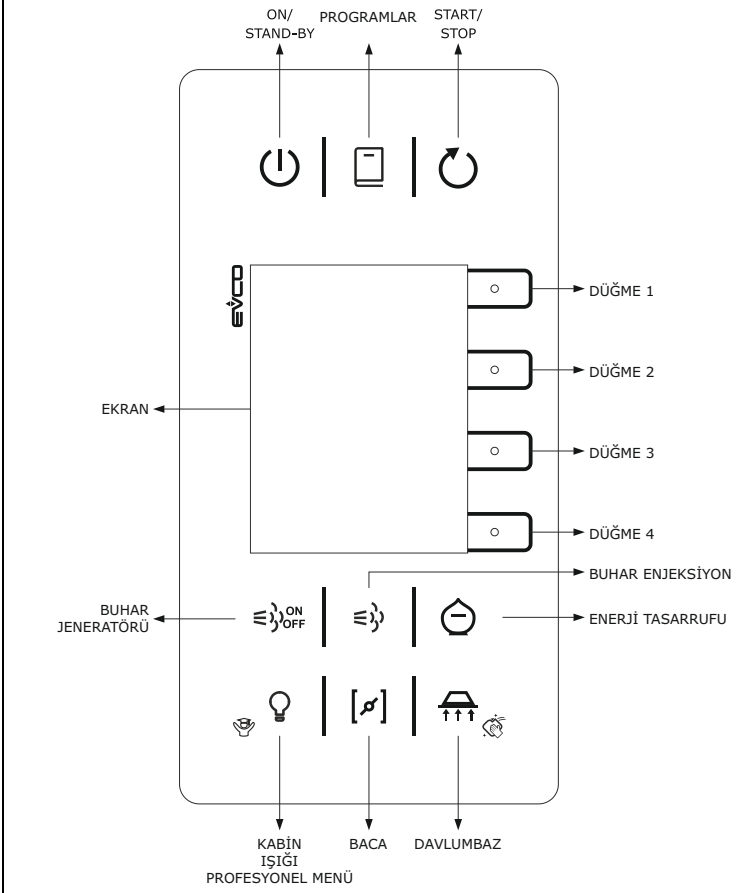 ON/
STAND-BY
PROGRAMLAR
START/
STOP
EVCO
DÜĞME 1
DÜĞME 2
EKRAN
DÜĞME 3
DÜĞME 4
BUHAR ENJEKSİYON
BUHAR
JENERATÖRÜ
ON
OFF
ENERJİ TASARRUFU
KABİN
IŞIĞI
PROFESYONEL MENÜ
BACA
DAVLUMBAZ